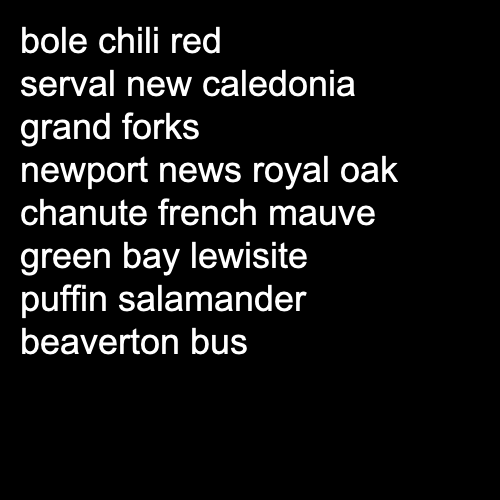 bole chili red
serval new caledonia
grand forks
newport news royal oak
chanute french mauve
green bay lewisite
puffin salamander
beaverton bus